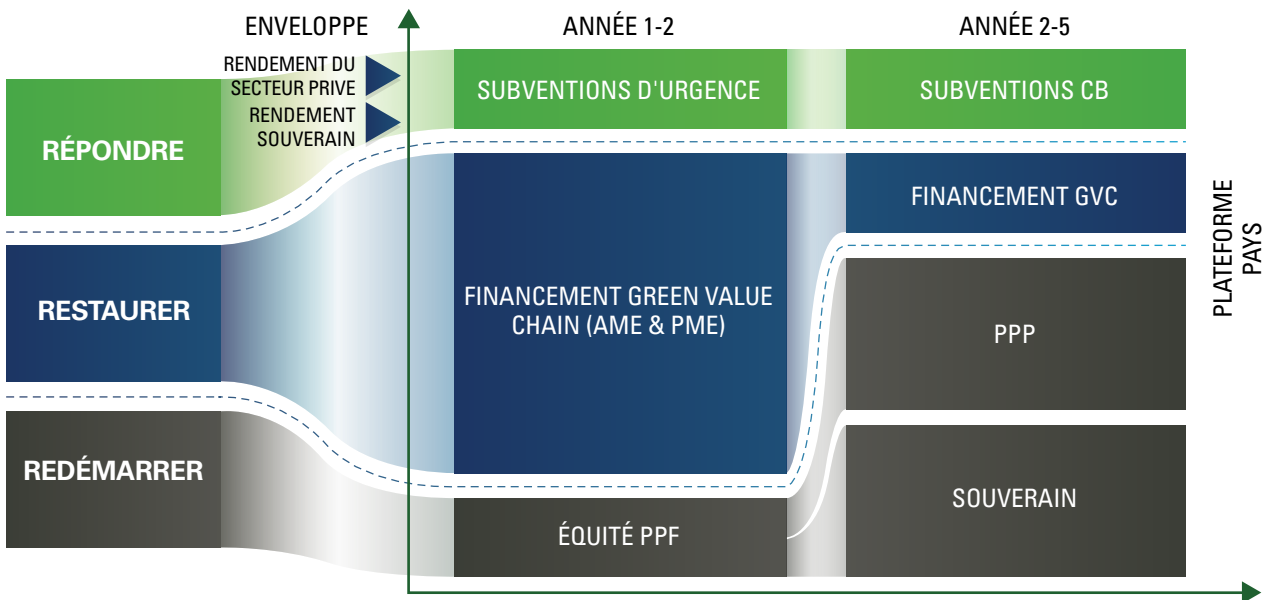 ENVELOPPE
ANNÉE 1-2
ANNÉE 2-5
RENDEMENT DU
SECTEUR PRIVE
RENDEMENT
SOUVERAIN
RÉPONDRE
SUBVENTIONS D'URGENCE
SUBVENTIONS CB
RESTAURER
FINANCEMENT GREEN VALUE
CHAIN (AME & PME)
FINANCEMENT GVC
PPP
REDÉMARRER
ÉQUITÉ PPF
SOUVERAIN
PLATEFORME
PAYS